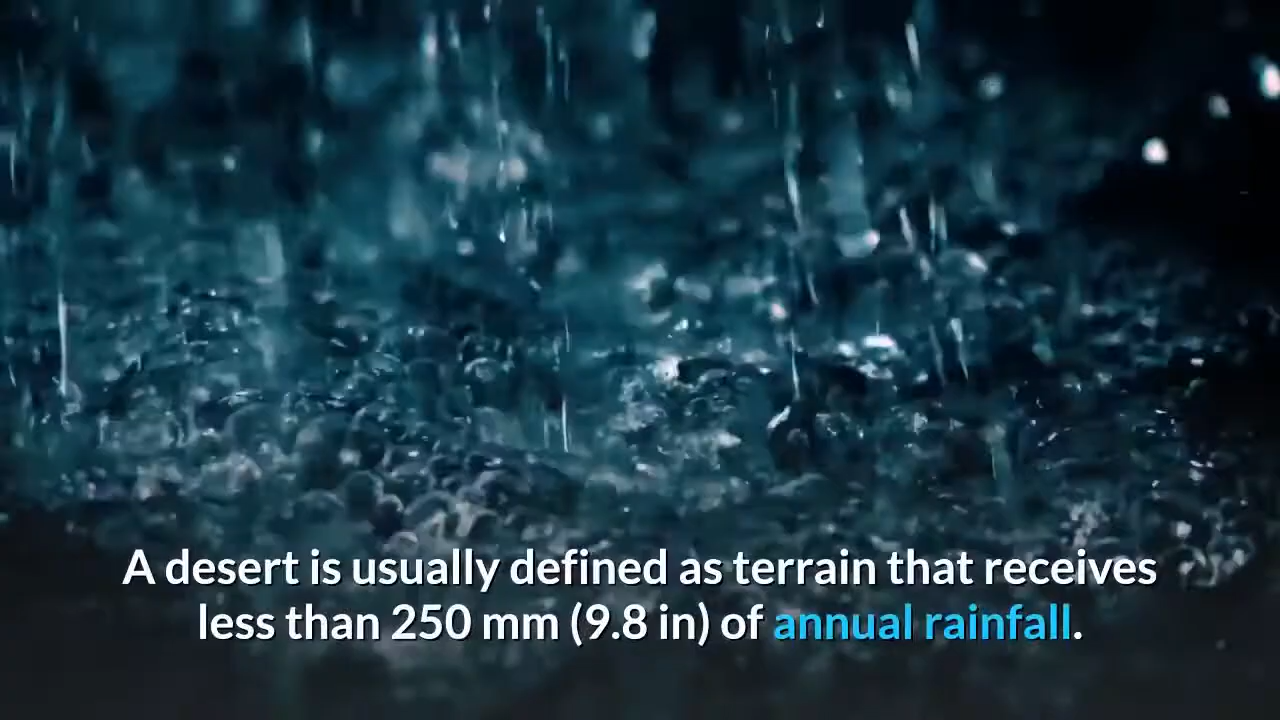 A desert is usually defined as terrain that receives
less than 250 mm (9.8 in) of annual rainfall.